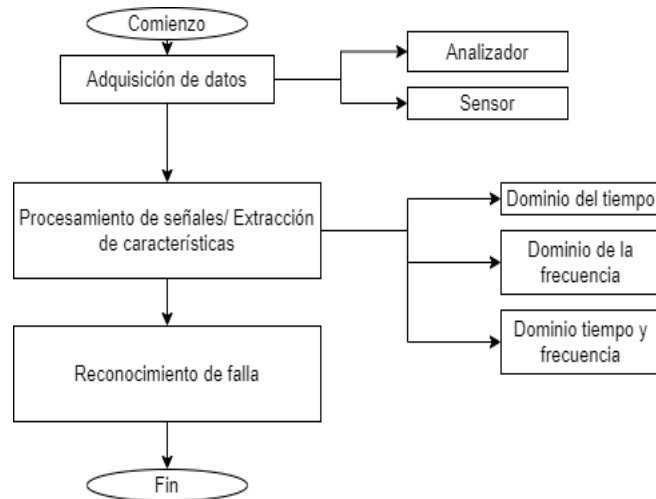 Comienzo
Adquisición de datos
Analizador
Sensor
Procesamiento de señales/ Extracción
de características
Dominio del tiempo
Dominio de la
frecuencia
Dominio tiempo y
frecuencia
Reconocimiento de falla
Fin